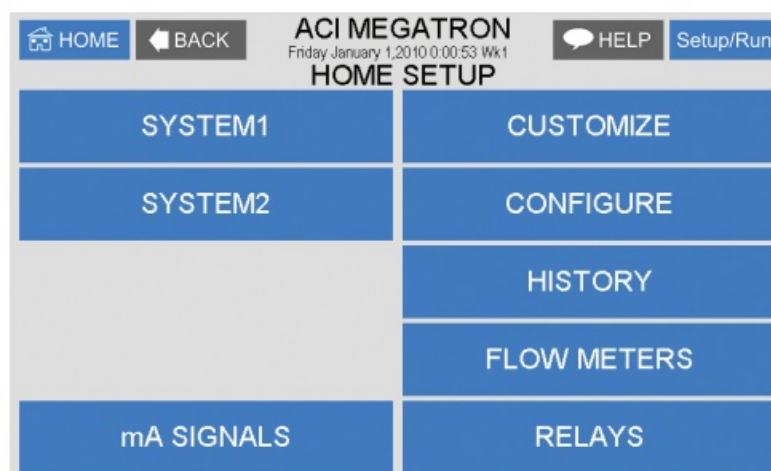 HOME BACK ACI MEGATRON HELP Setup/Run
Friday January 1,2010 0:00:53 Wk1
HOME SETUP
SYSTEM1 CUSTOMIZE
SYSTEM2 CONFIGURE
HISTORY
FLOW METERS
mA SIGNALS RELAYS